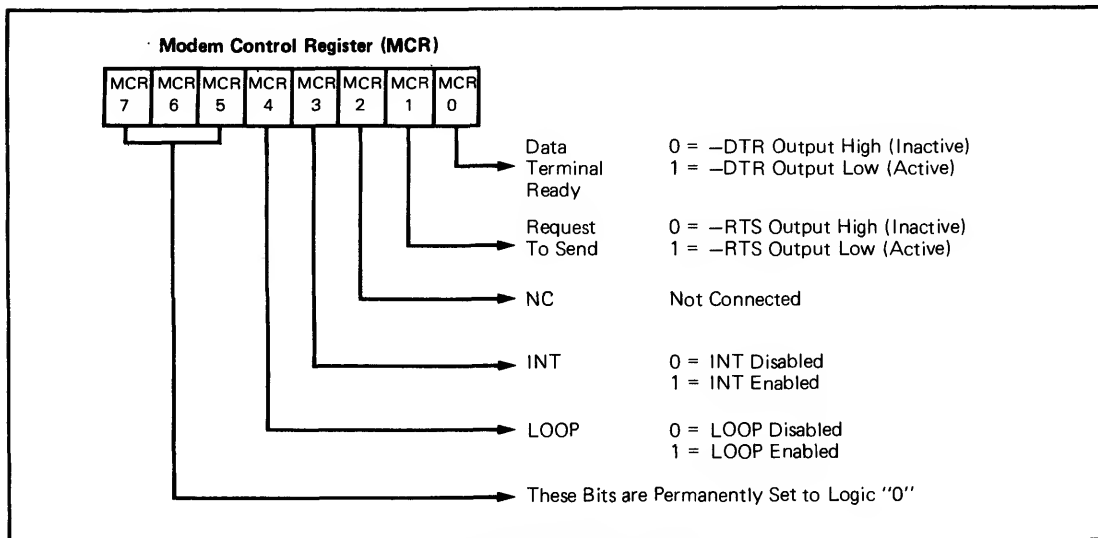 Modem Control Register (MCR)
MCR 7 MCR 6 MCR 5 MCR 4 MCR 3 MCR 2 MCR 1 MCR 0
Data Terminal Ready
0 = —DTR Output High (Inactive)
1 = —DTR Output Low (Active)
Request To Send
0 = —RTS Output High (Inactive)
1 = —RTS Output Low (Active)
NC
Not Connected
INT
0 = INT Disabled
1 = INT Enabled
LOOP
0 = LOOP Disabled
1 = LOOP Enabled
These Bits are Permanently Set to Logic "0"